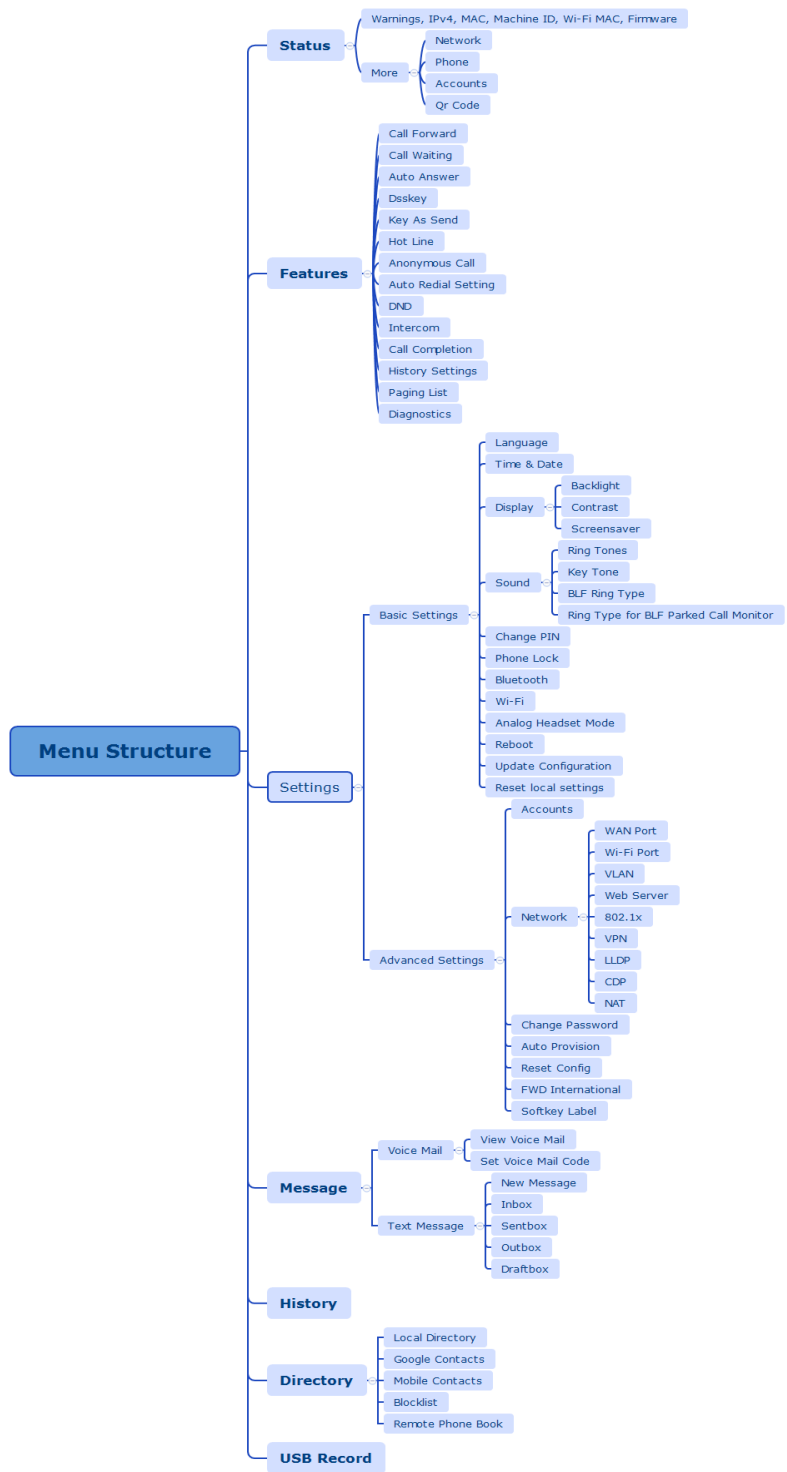 Menu Structure
Status
Warnings, IPv4, MAC, Machine ID, Wi-Fi MAC, Firmware
More
Network
Phone
Accounts
Qr Code
Features
Call Forward
Call Waiting
Auto Answer
Dsskey
Key As Send
Hot Line
Anonymous Call
Auto Redial Setting
DND
Intercom
Call Completion
History Settings
Paging List
Diagnostics
Settings
Basic Settings
Language
Time & Date
Display
Backlight
Contrast
Screensaver
Sound
Ring Tones
Key Tone
BLF Ring Type
Ring Type for BLF Parked Call Monitor
Change PIN
Phone Lock
Bluetooth
Wi-Fi
Analog Headset Mode
Reboot
Update Configuration
Reset local settings
Advanced Settings
Accounts
Network
WAN Port
Wi-Fi Port
VLAN
Web Server
802.1x
VPN
LLDP
CDP
NAT
Change Password
Auto Provision
Reset Config
FWD International
Softkey Label
Message
Voice Mail
View Voice Mail
Set Voice Mail Code
Text Message
New Message
Inbox
Sentbox
Outbox
Draftbox
History
Directory
Local Directory
Google Contacts
Mobile Contacts
Blocklist
Remote Phone Book
USB Record